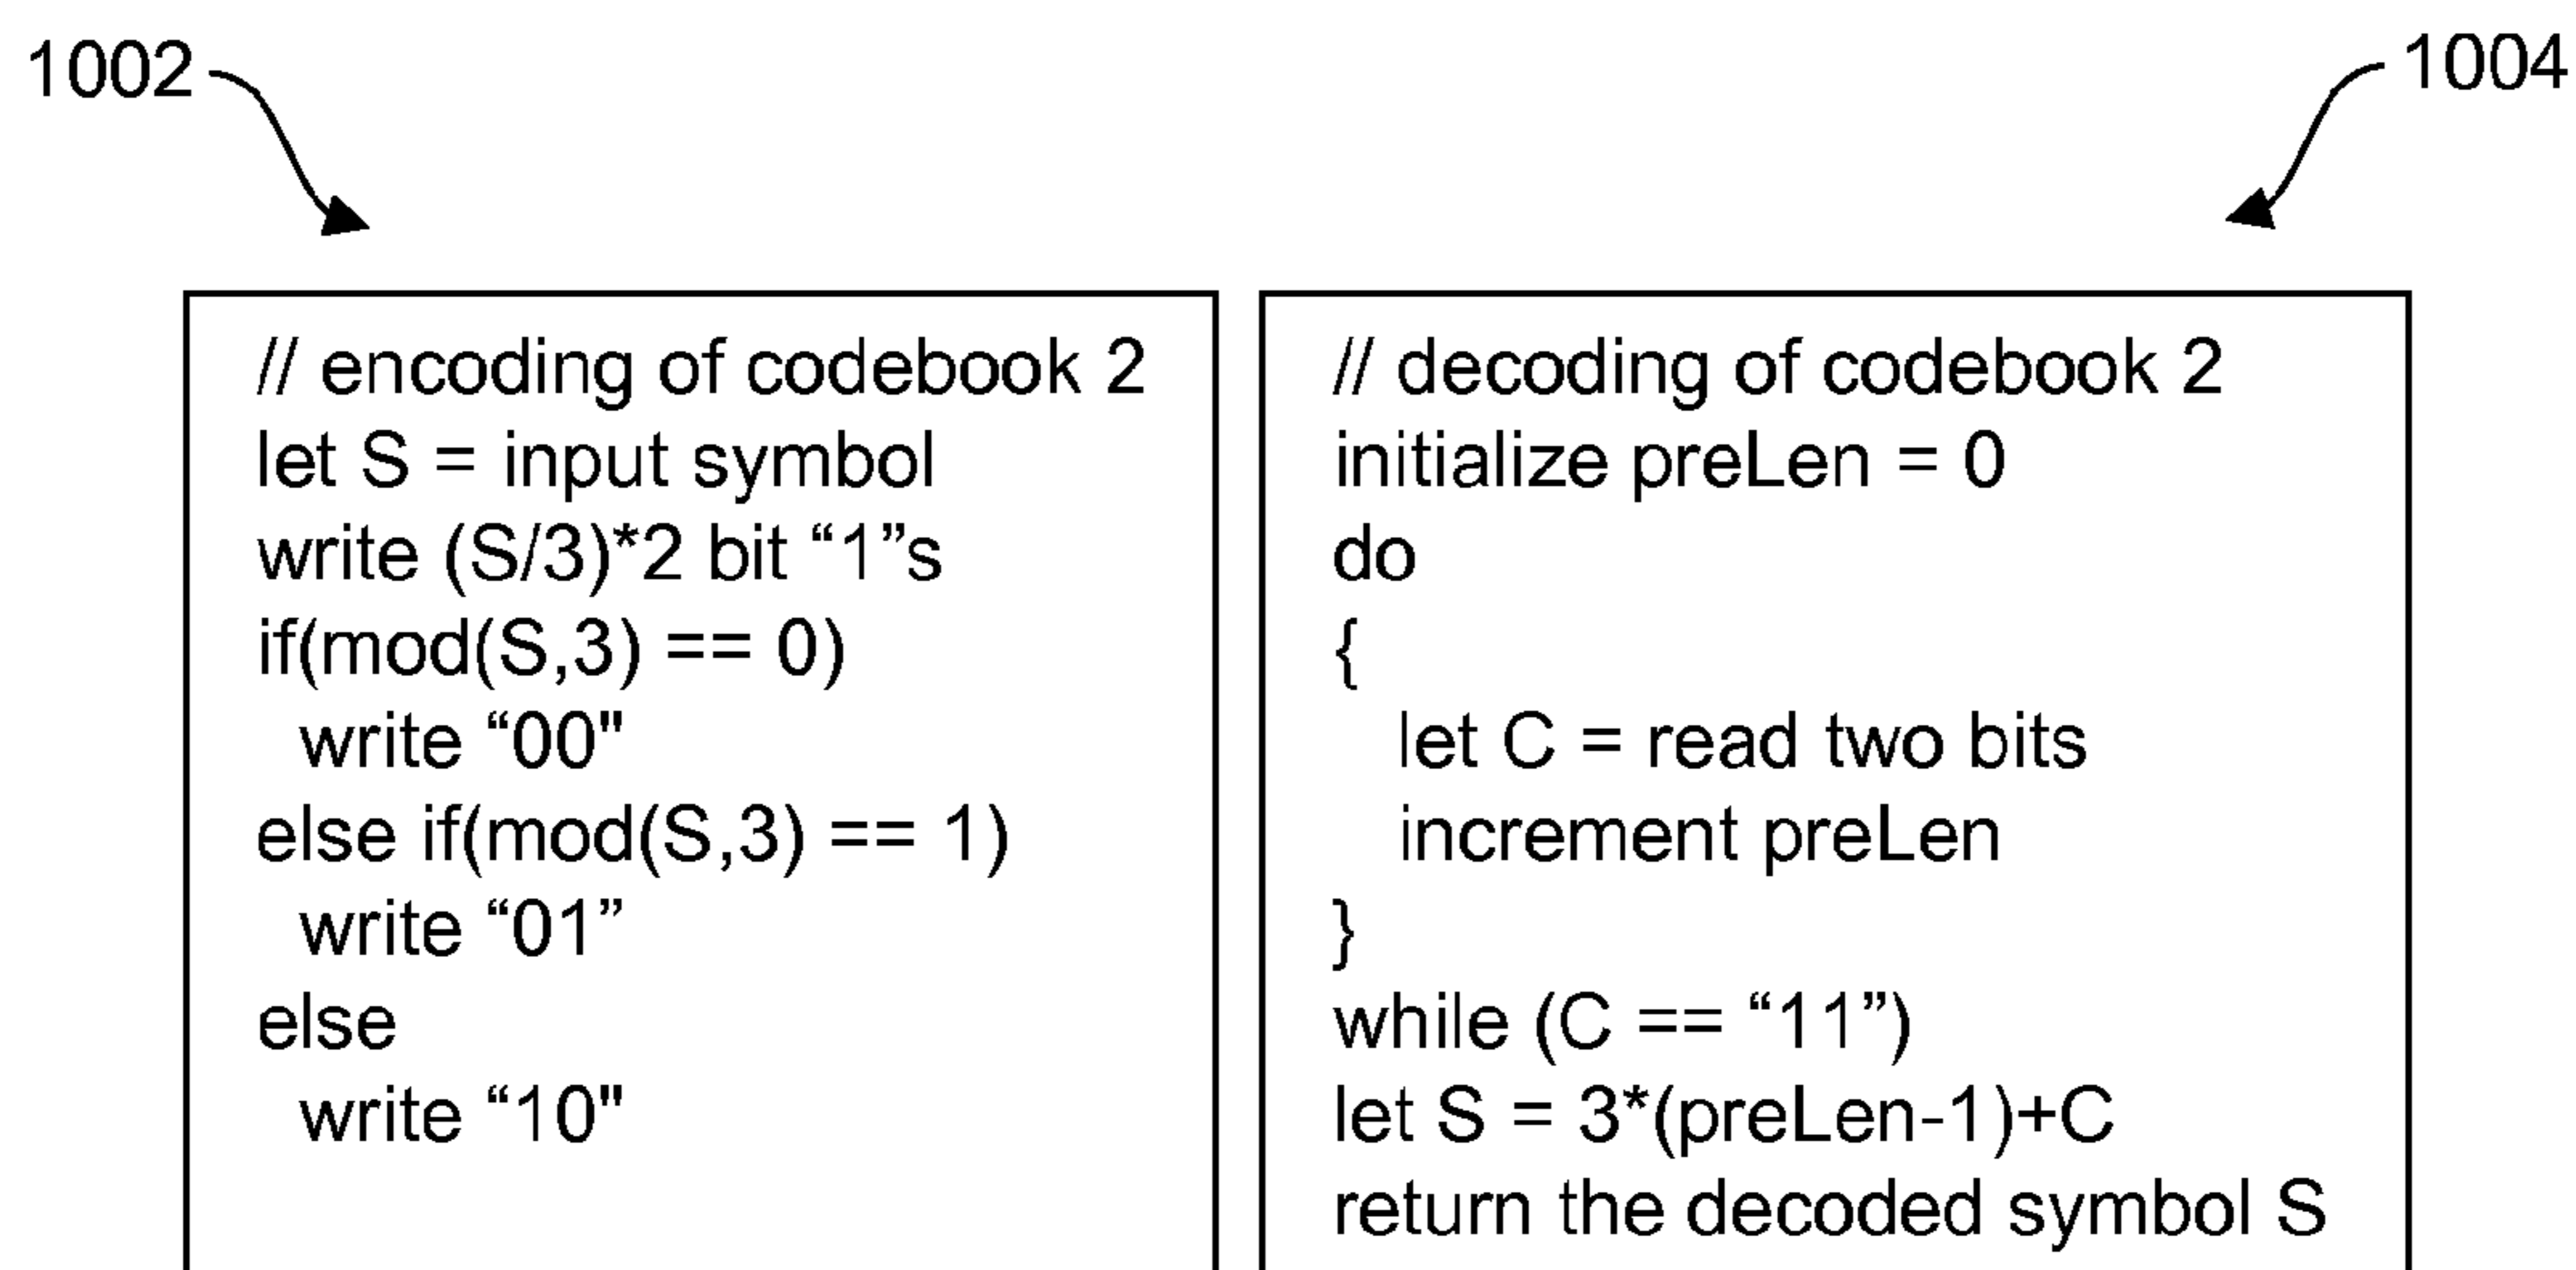 1002
1004
// encoding of codebook 2
let S = input symbol
write (S/3)*2 bit “1”s
if(mod(S,3) == 0)
write “00"
else if(mod(S,3) == 1)
write “01”
else
write “10"
// decoding of codebook 2
initialize preLen = 0
do
{
let C = read two bits
increment preLen
}
while (C == “11”)
let S = 3*(preLen-1)+C
return the decoded symbol S